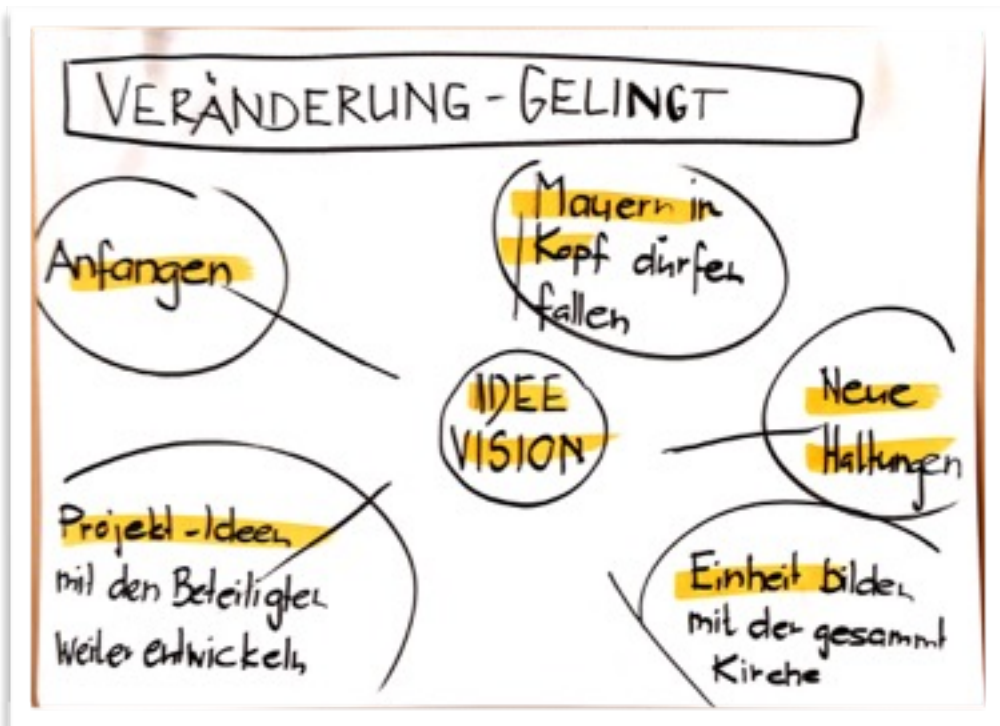 VERÄNDERUNG - GELINGT
Anfangen
Mauern in
Kopf dürfen
fallen
IDEE
VISION
Neue
Haltungen
Projekt-Ideen
mit den Beteiligten
weiter entwickeln
Einheit bilden
mit der gesammt
Kirche